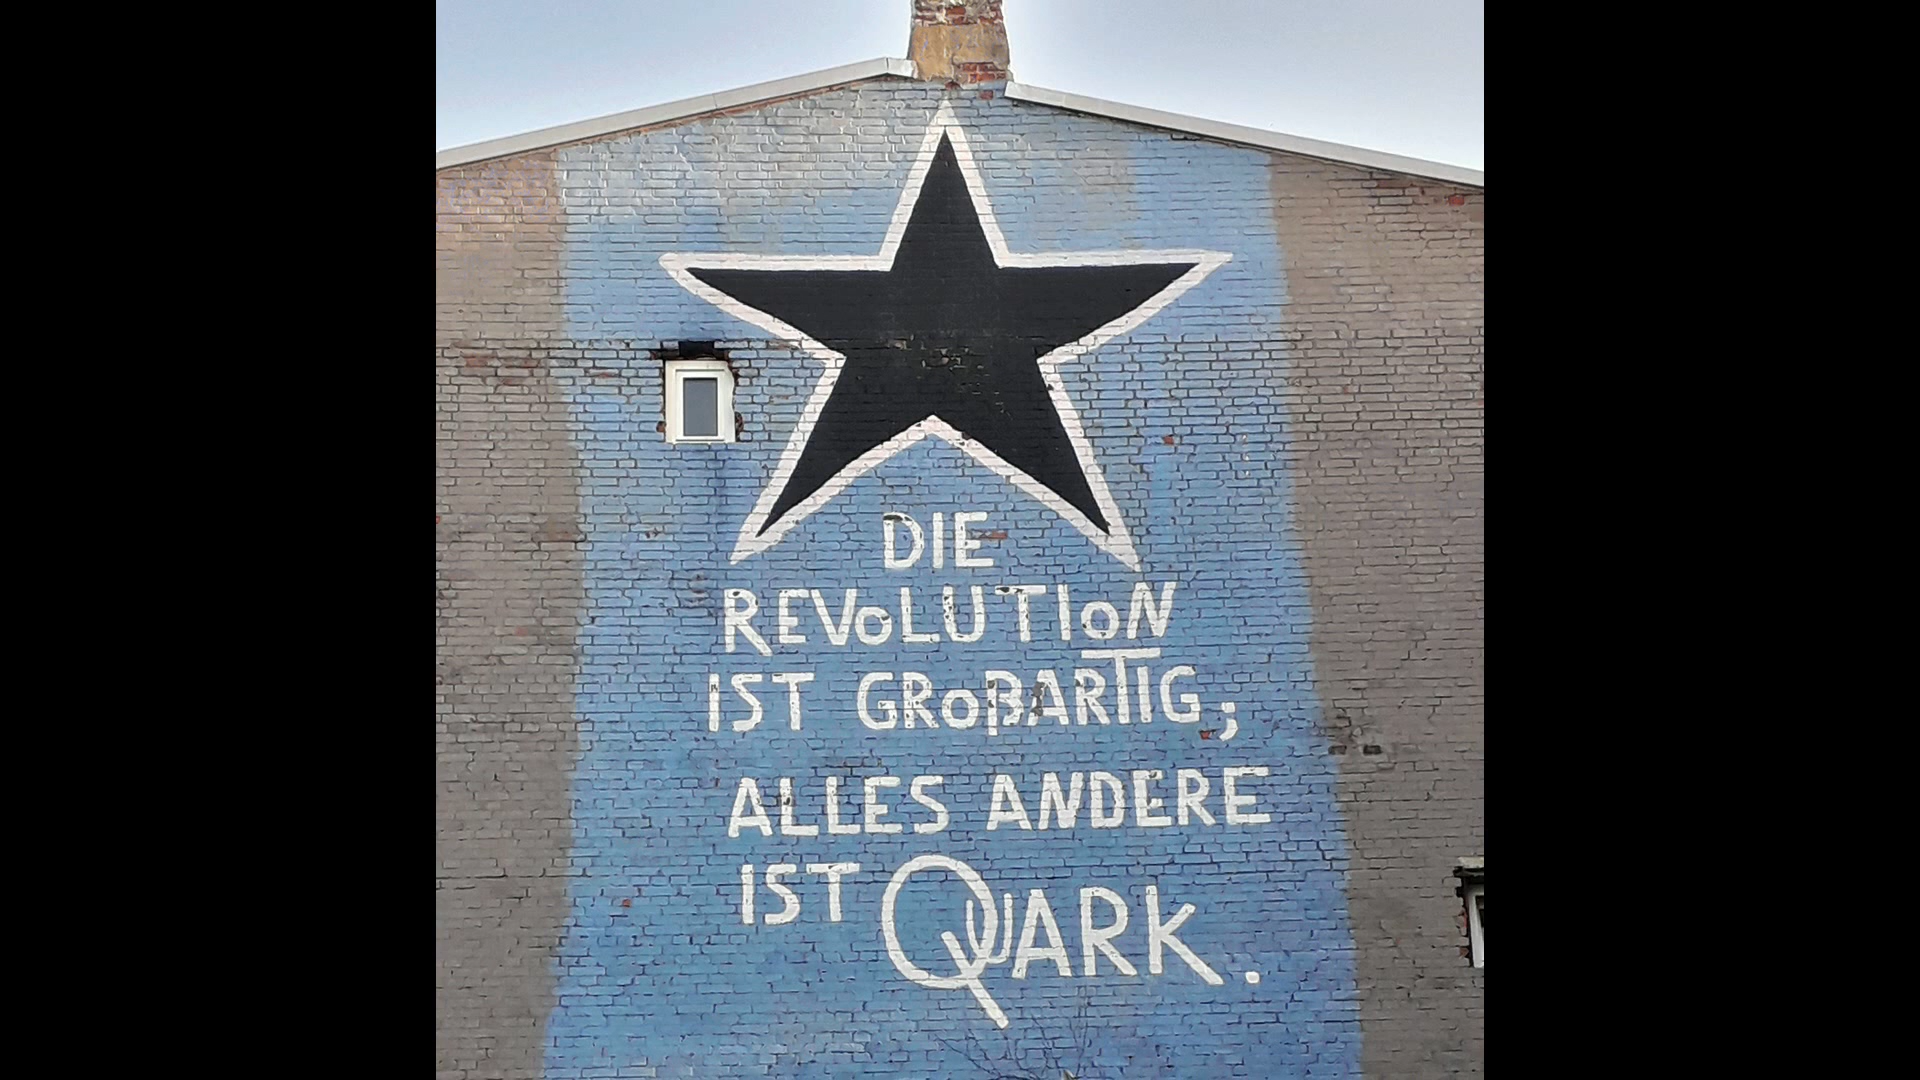 DIE
REVOLUTION
IST GROßARTIG;
ALLES ANDERE
IST QUARK.